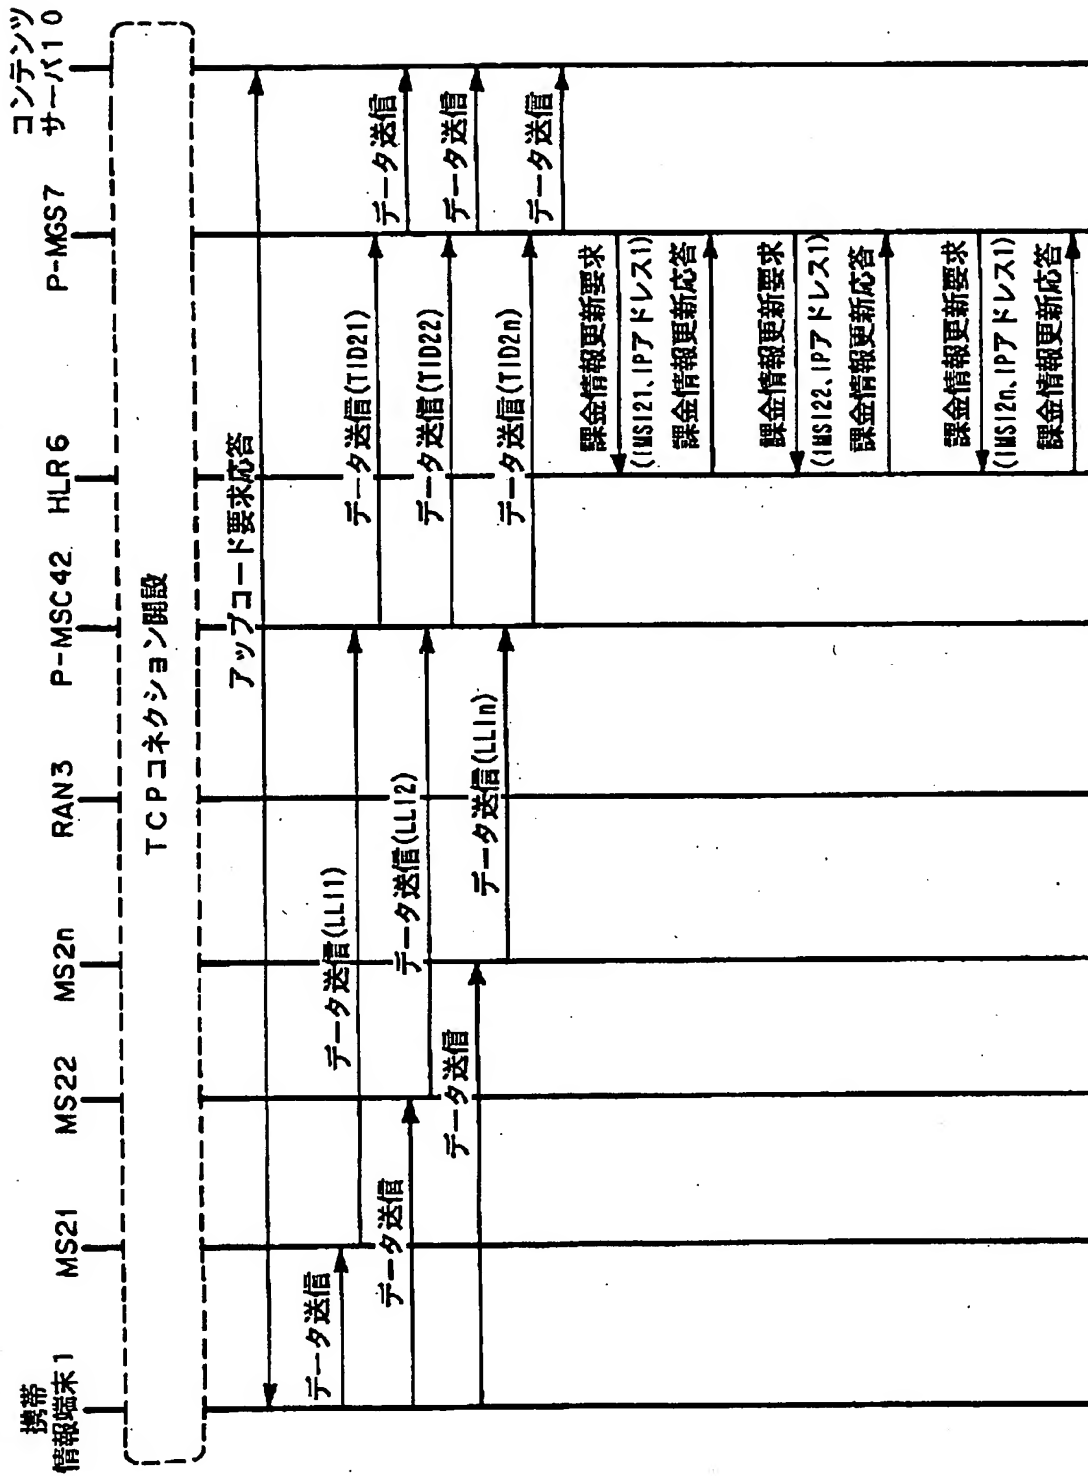 携帯
情報端末1
MS21
MS22
MS2n
RAN3
P-MSC42
HLR6
P-MGS7
コンテンツ
サーバ10
TCPコネクション開設
アップコード要求応答
データ送信
データ送信(LLI1)
データ送信(TID21)
データ送信
データ送信
データ送信(LLI2)
データ送信(TID22)
データ送信
データ送信
データ送信(LLIn)
データ送信(TID2n)
データ送信
課金情報更新要求
(IMSI21、IPアドレス1)
課金情報更新応答
課金情報更新要求
(IMSI22、IPアドレス1)
課金情報更新応答
課金情報更新要求
(IMSI2n、IPアドレス1)
課金情報更新応答